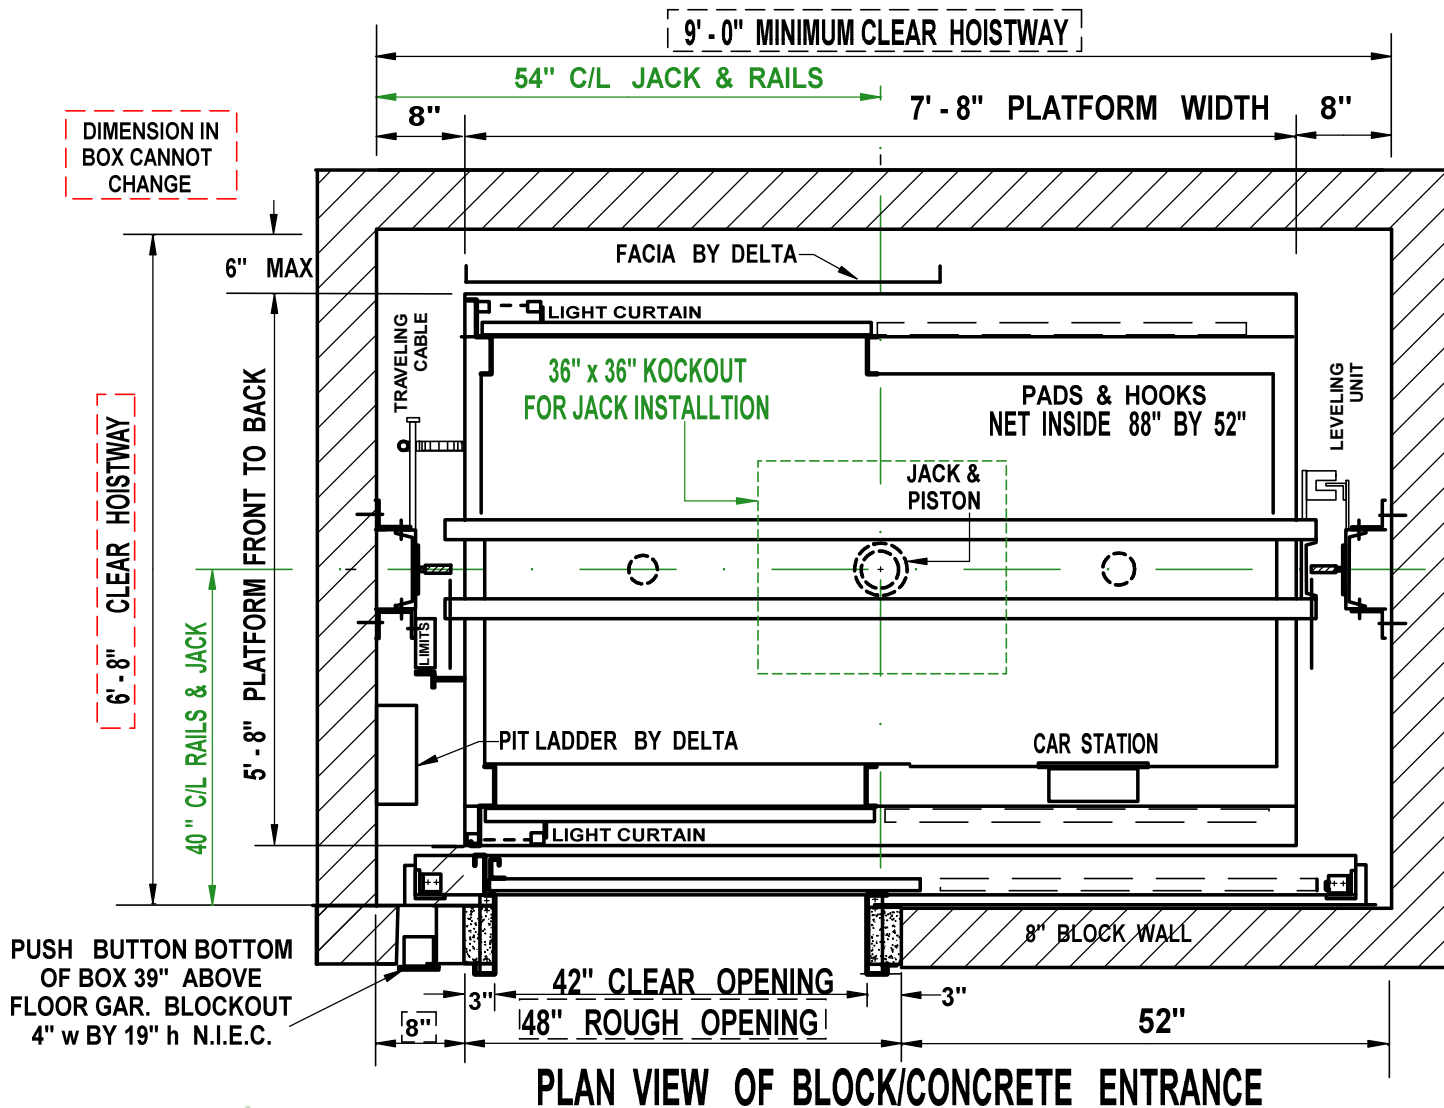 9' - 0" MINIMUM CLEAR HOISTWAY
54" C/L JACK & RAILS
8"
7' - 8" PLATFORM WIDTH
8"
DIMENSION IN
BOX CANNOT
CHANGE
6" MAX
FACIA BY DELTA
LIGHT CURTAIN
TRAVELING
CABLE
36" x 36" KOCKOUT
FOR JACK INSTALLTION
PADS & HOOKS
NET INSIDE 88" BY 52"
LEVELING
UNIT
JACK &
PISTON
6'-8" CLEAR HOISTWAY
40" C/L RAILS & JACK
5' - 8" PLATFORM FRONT TO BACK
LIMITS
PIT LADDER BY DELTA
CAR STATION
LIGHT CURTAIN
8" BLOCK WALL
PUSH BUTTON BOTTOM
OF BOX 39" ABOVE
FLOOR GAR. BLOCKOUT
4" w BY 19" h N.I.E.C.
3"
42" CLEAR OPENING
3"
8"
48" ROUGH OPENING
52"
PLAN VIEW OF BLOCK/CONCRETE ENTRANCE